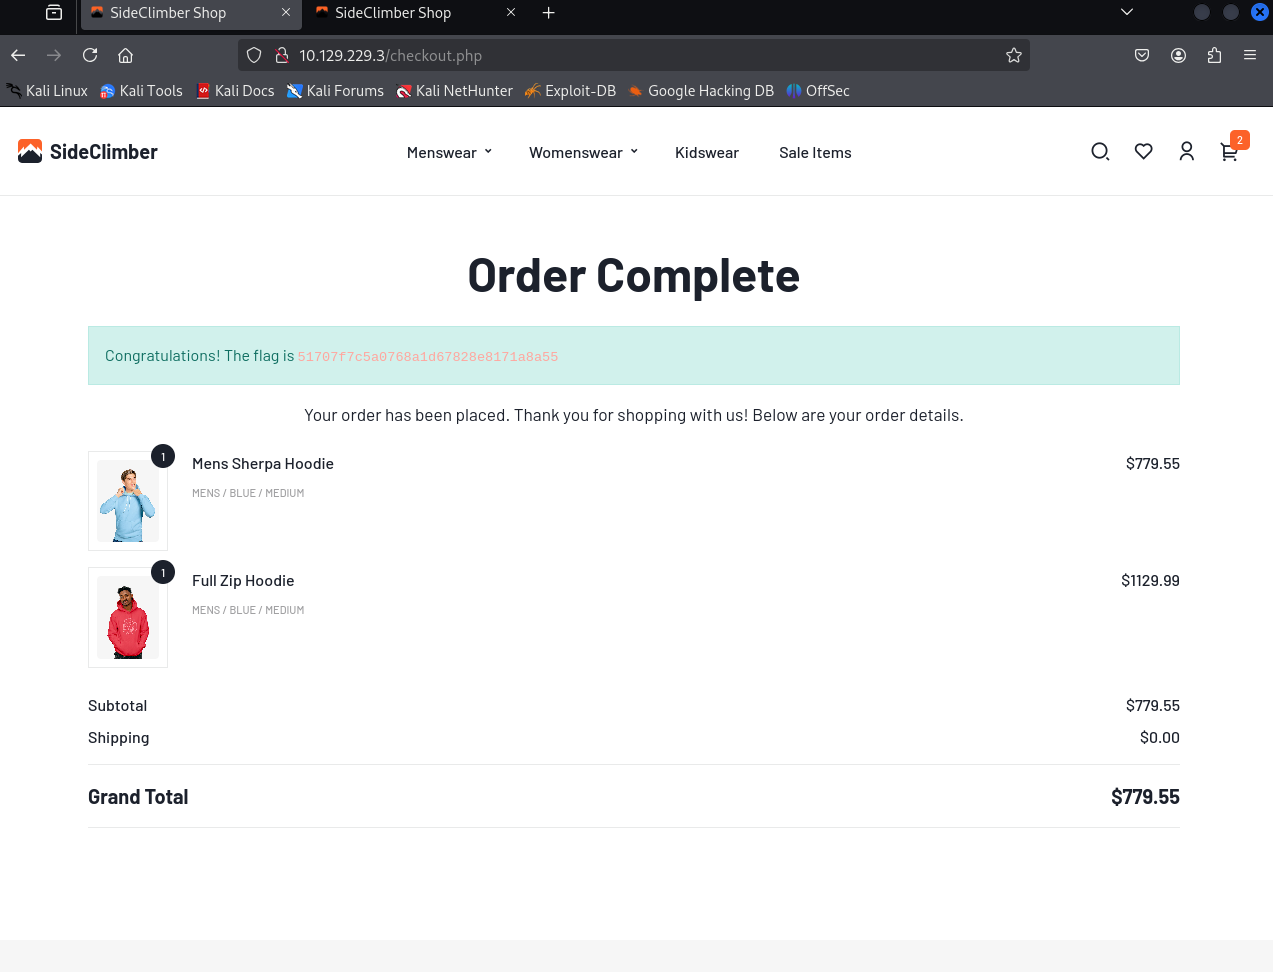 SideClimber Shop
SideClimber Shop
10.129.229.3/checkout.php
Kali Linux Kali Tools Kali Docs Kali Forums Kali NetHunter Exploit-DB Google Hacking DB OffSec
SideClimber Menswear Womenswear Kidswear Sale Items 2
Order Complete
Congratulations! The flag is 51707f7c5a0768a1d67828e8171a8a55
Your order has been placed. Thank you for shopping with us! Below are your order details.
1
Mens Sherpa Hoodie $779.55
MENS / BLUE / MEDIUM
1
Full Zip Hoodie $1129.99
MENS / BLUE / MEDIUM
Subtotal $779.55
Shipping $0.00
Grand Total $779.55